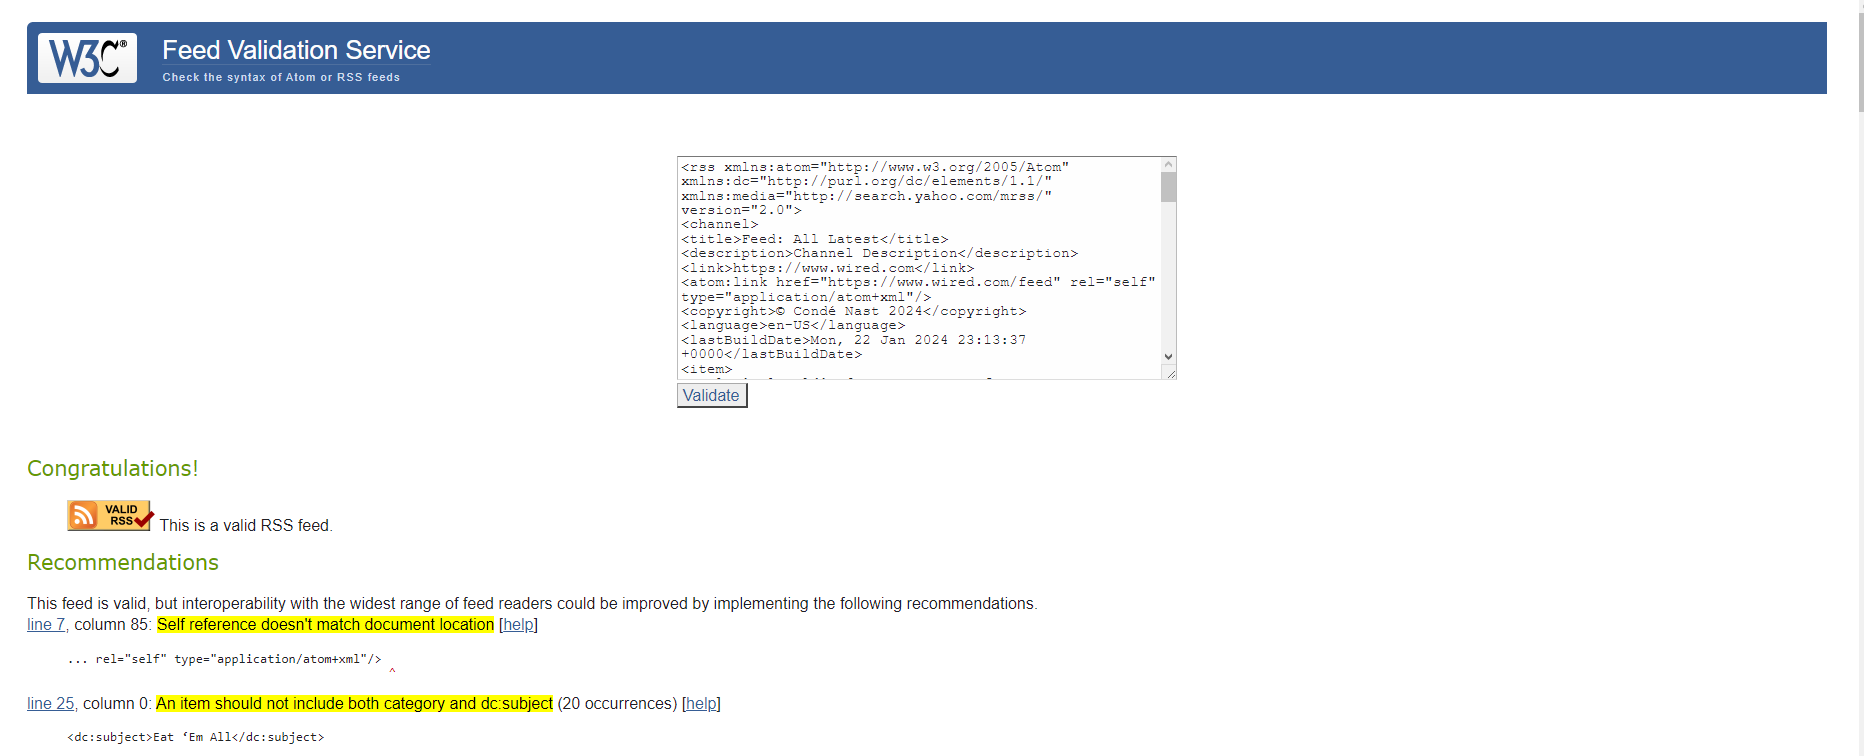 W3C®
Feed Validation Service
Check the syntax of Atom or RSS feeds
<rss xmlns:atom="http://www.w3.org/2005/Atom"
xmlns:dc="http://purl.org/dc/elements/1.1/"
xmlns:media="http://search.yahoo.com/mrss/"
version="2.0">
<channel>
<title>Feed: All Latest</title>
<description>Channel Description</description>
<link>https://www.wired.com</link>
<atom:link href="https://www.wired.com/feed" rel="self"
type="application/atom+xml"/>
<copyright>© Condé Nast 2024</copyright>
<language>en-US</language>
<lastBuildDate>Mon, 22 Jan 2024 23:13:37
+0000</lastBuildDate>
<item>
Validate
Congratulations!
VALID
RSS
This is a valid RSS feed.
Recommendations
This feed is valid, but interoperability with the widest range of feed readers could be improved by implementing the following recommendations.
line 7, column 85: Self reference doesn't match document location [help]
... rel="self" type="application/atom+xml"/>
^
line 25, column 0: An item should not include both category and dc:subject (20 occurrences) [help]
<dc:subject>Eat ‘Em All</dc:subject>